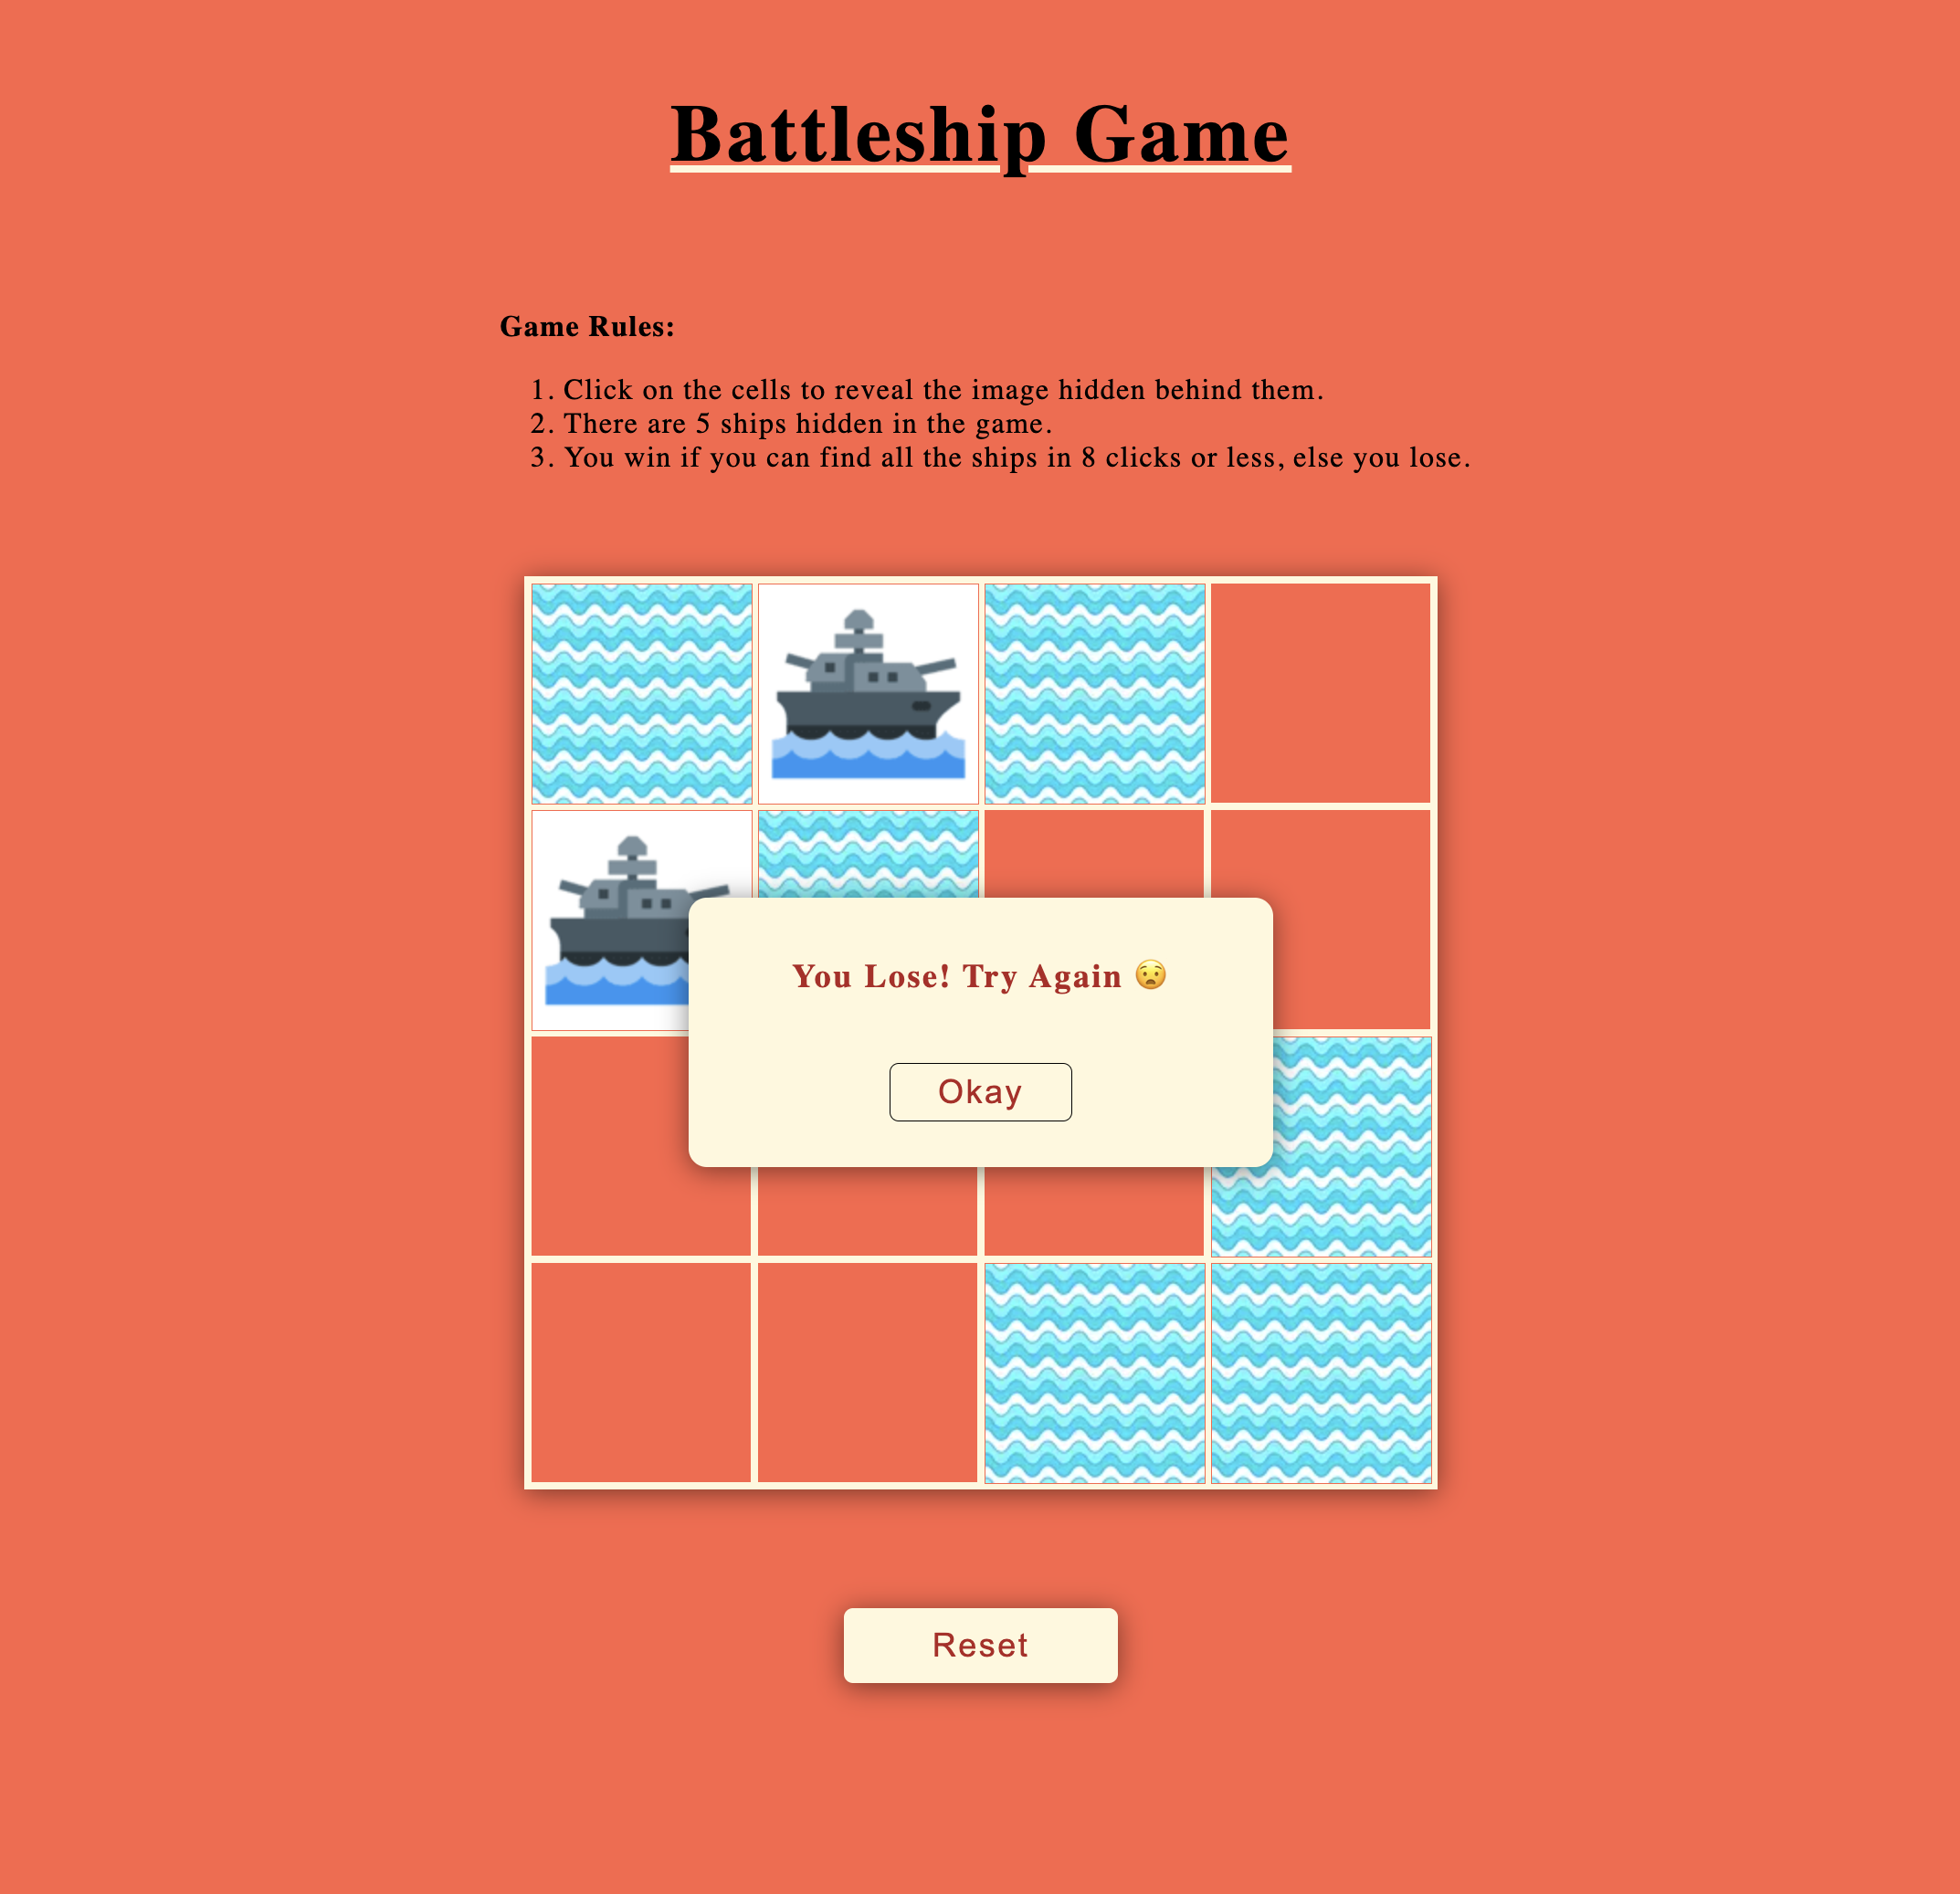 Battleship Game
Game Rules:
1. Click on the cells to reveal the image hidden behind them.
2. There are 5 ships hidden in the game.
3. You win if you can find all the ships in 8 clicks or less, else you lose.
You Lose! Try Again 😧
Okay
Reset